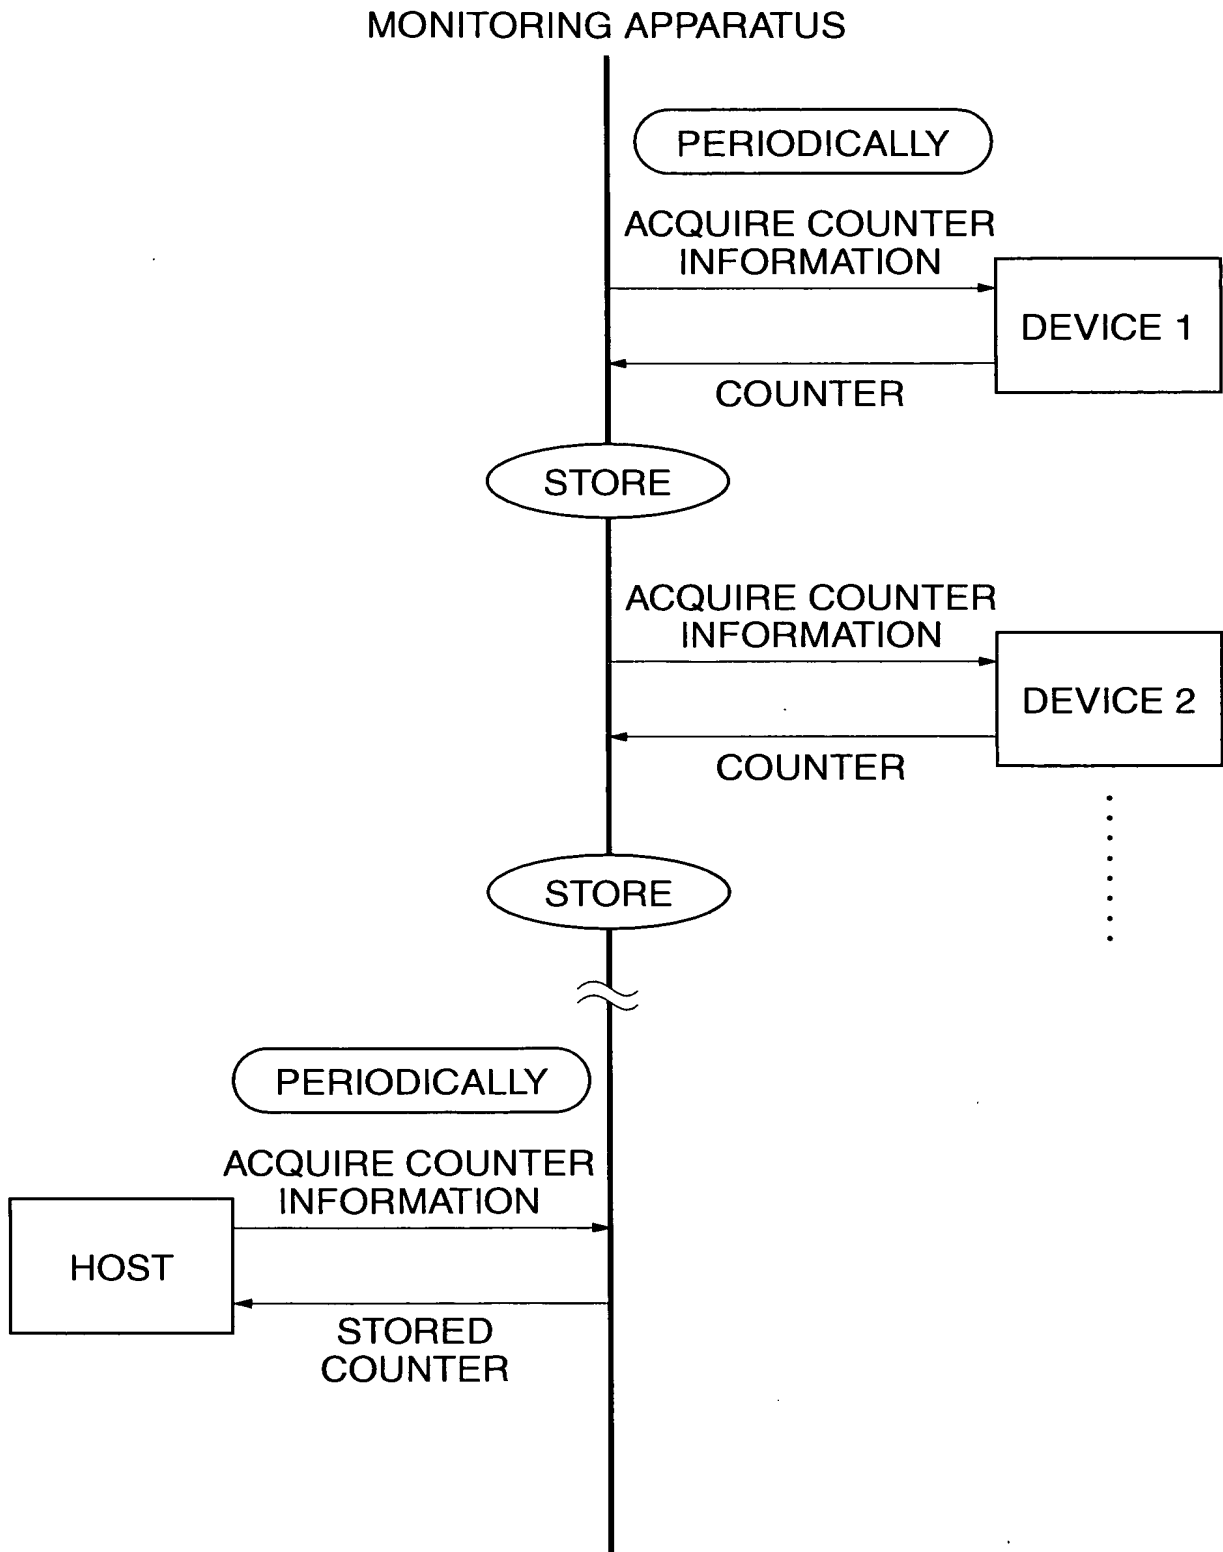 MONITORING APPARATUS
PERIODICALLY
ACQUIRE COUNTER
INFORMATION
DEVICE 1
COUNTER
STORE
ACQUIRE COUNTER
INFORMATION
DEVICE 2
COUNTER
STORE
PERIODICALLY
ACQUIRE COUNTER
INFORMATION
HOST
STORED
COUNTER